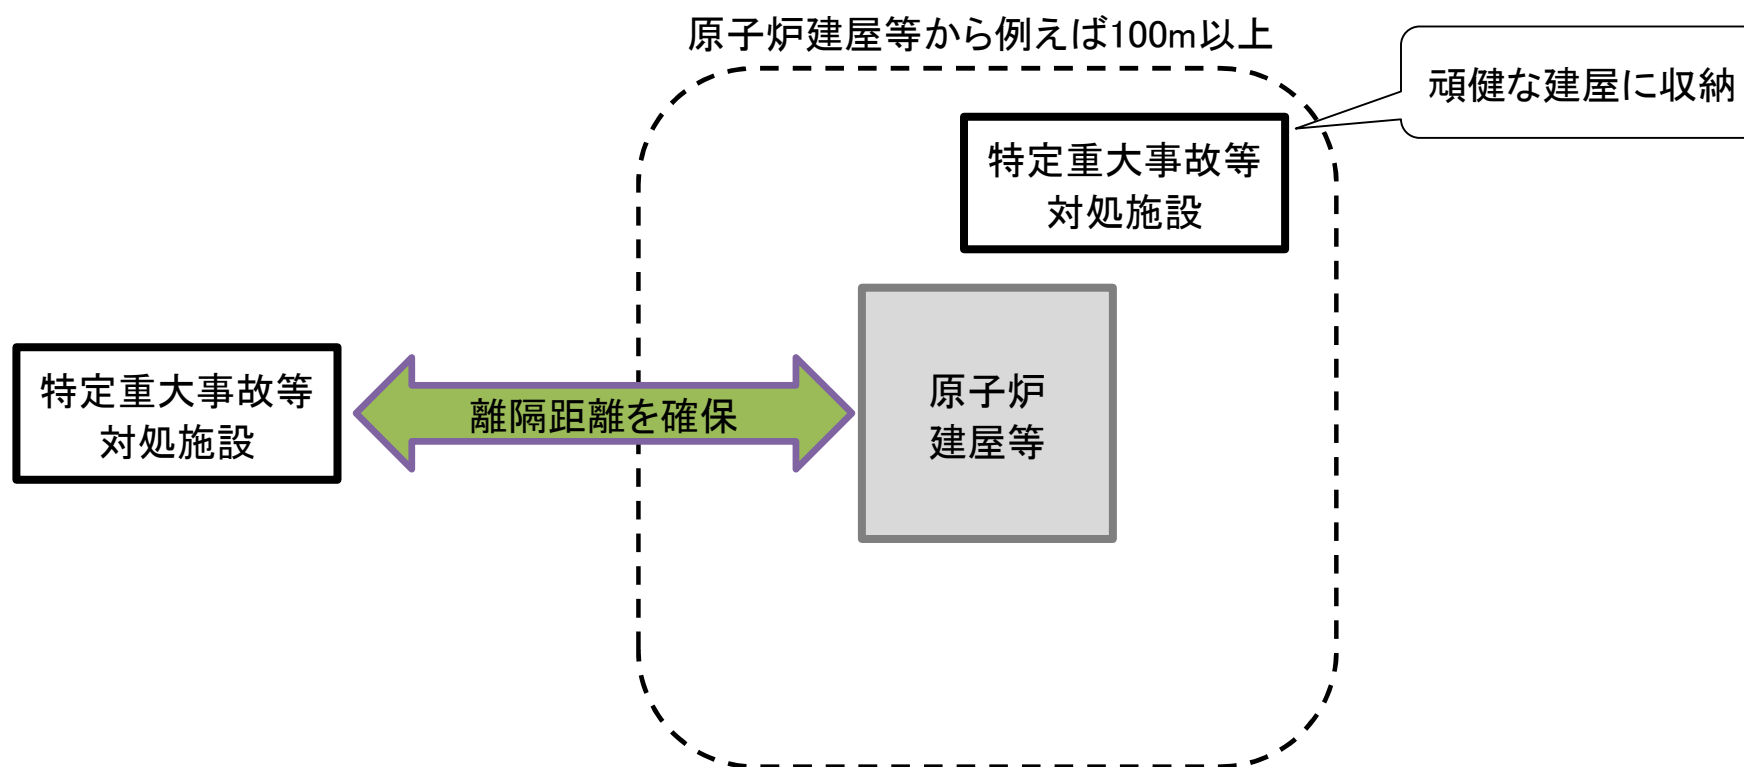 原子炉建屋等から例えば100m以上
頑健な建屋に収納
特定重大事故等
対処施設
特定重大事故等
対処施設
離隔距離を確保
原子炉
建屋等